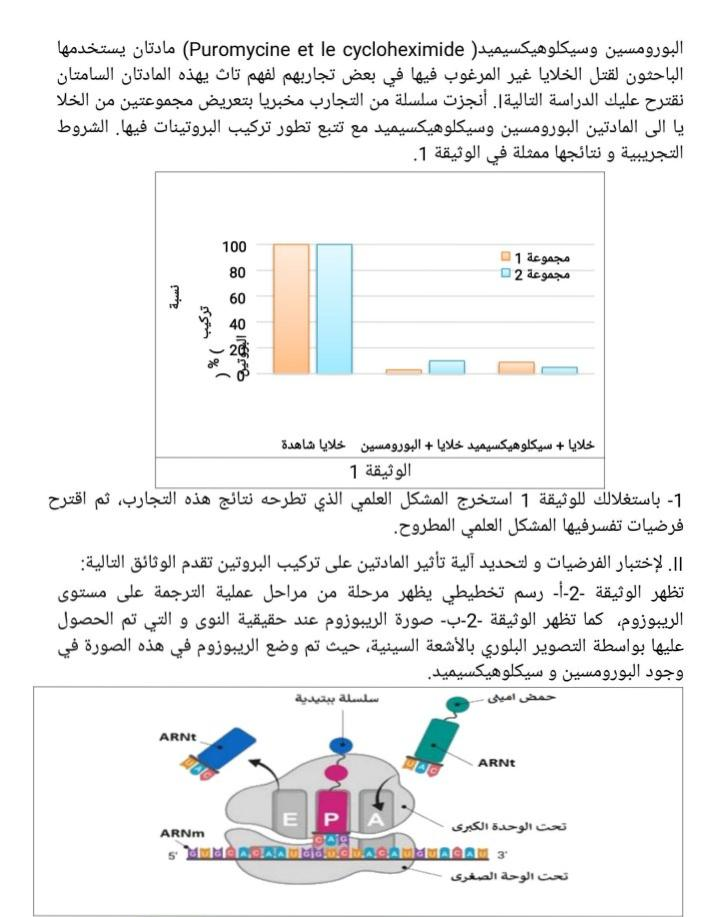 البورومسين وسيكلوهيكسيميد( Puromycine et le cycloheximide) مادتان يستخدمها
الباحثون لقتل الخلايا غير المرغوب فيها في بعض تجاربهم لفهم تاث يهذه المادتان السامتان
نقترح عليك الدراسة التاليةI. أنجزت سلسلة من التجارب مخبريا بتعريض مجموعتين من الخلا
يا الى المادتين البورومسين وسيكلوهيكسيميد مع تتبع تطور تركيب البروتينات فيها. الشروط
التجريبية و نتائجها ممثلة في الوثيقة 1.
نسبة
تركيب
البروتين
( % )
100
80
60
40
20
0
مجموعة 1
مجموعة 2
خلايا شاهدة
خلايا + البورومسين
خلايا + سيكلوهيكسيميد
الوثيقة 1
1- باستغلالك للوثيقة 1 استخرج المشكل العلمي الذي تطرحه نتائج هذه التجارب، ثم اقترح
فرضيات تفسرفيها المشكل العلمي المطروح.
II. لإختبار الفرضيات و لتحديد آلية تأثير المادتين على تركيب البروتين تقدم الوثائق التالية:
تظهر الوثيقة -2-أ- رسم تخطيطي يظهر مرحلة من مراحل عملية الترجمة على مستوى
الريبوزوم، كما تظهر الوثيقة -2-ب- صورة الريبوزوم عند حقيقية النوى و التي تم الحصول
عليها بواسطة التصوير البلوري بالأشعة السينية، حيث تم وضع الريبوزوم في هذه الصورة في
وجود البورومسين و سيكلوهيكسيميد.
سلسلة ببتيدية
حمض اميني
ARNt
UAC
ARNt
UAC
E P A
تحت الوحدة الكبرى
ARNm
CAG
5'
3'
تحت الوحة الصغرى